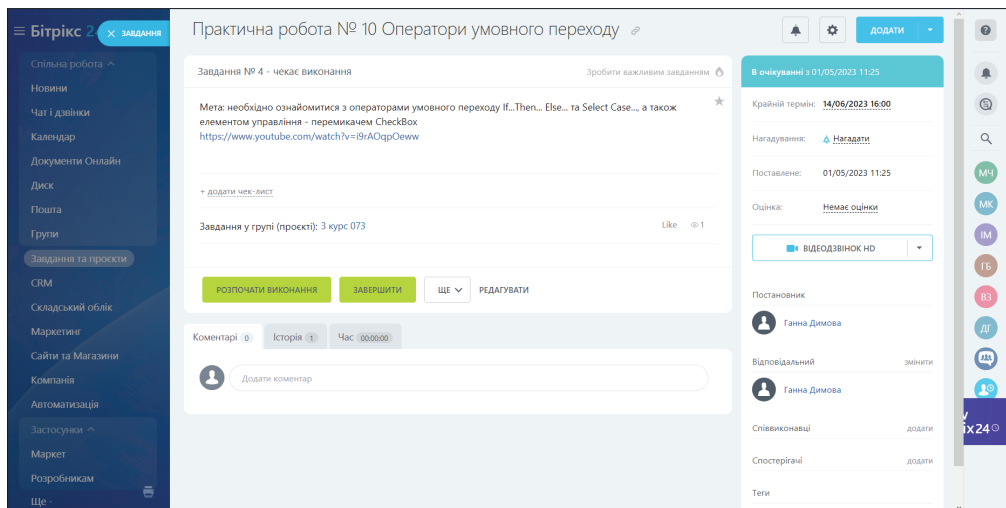 Бітрікс 2
× ЗАВДАННЯ
Спільна робота
Новини
Чат і дзвінки
Календар
Документи Онлайн
Диск
Пошта
Групи
Завдання та проєкти
CRM
Складський облік
Маркетинг
Сайти та Магазини
Компанія
Автоматизація
Застосунки
Маркет
Розробникам
Ще -
Практична робота № 10 Оператори умовного переходу
ДОДАТИ
Завдання № 4 - чекає виконання
Зробити важливим завданням
Мета: необхідно ознайомитися з операторами умовного переходу If...Then... Else... та Select Case..., а також
елементом управління - перемикачем CheckBox
https://www.youtube.com/watch?v=i9rAOqpOeww
+ додати чек-лист
Завдання у групі (проєкті): 3 курс 073
Like 1
РОЗПОЧАТИ ВИКОНАННЯ
ЗАВЕРШИТИ
ЩЕ
РЕДАГУВАТИ
Коментарі 0
Історія 1
Час 00:00:00
Додати коментар
В очікуванні з 01/05/2023 11:25
Крайній термін: 14/06/2023 16:00
Нагадування: Нагадати
Поставлене: 01/05/2023 11:25
Оцінка: Немає оцінки
ВІДЕОДЗВІНОК HD
Постановник
Ганна Димова
Відповідальний змінити
Ганна Димова
Співвиконавці додати
Спостерігачі додати
Теги
МЧ
МК
ІМ
ГБ
ВЗ
ДГ
ix24